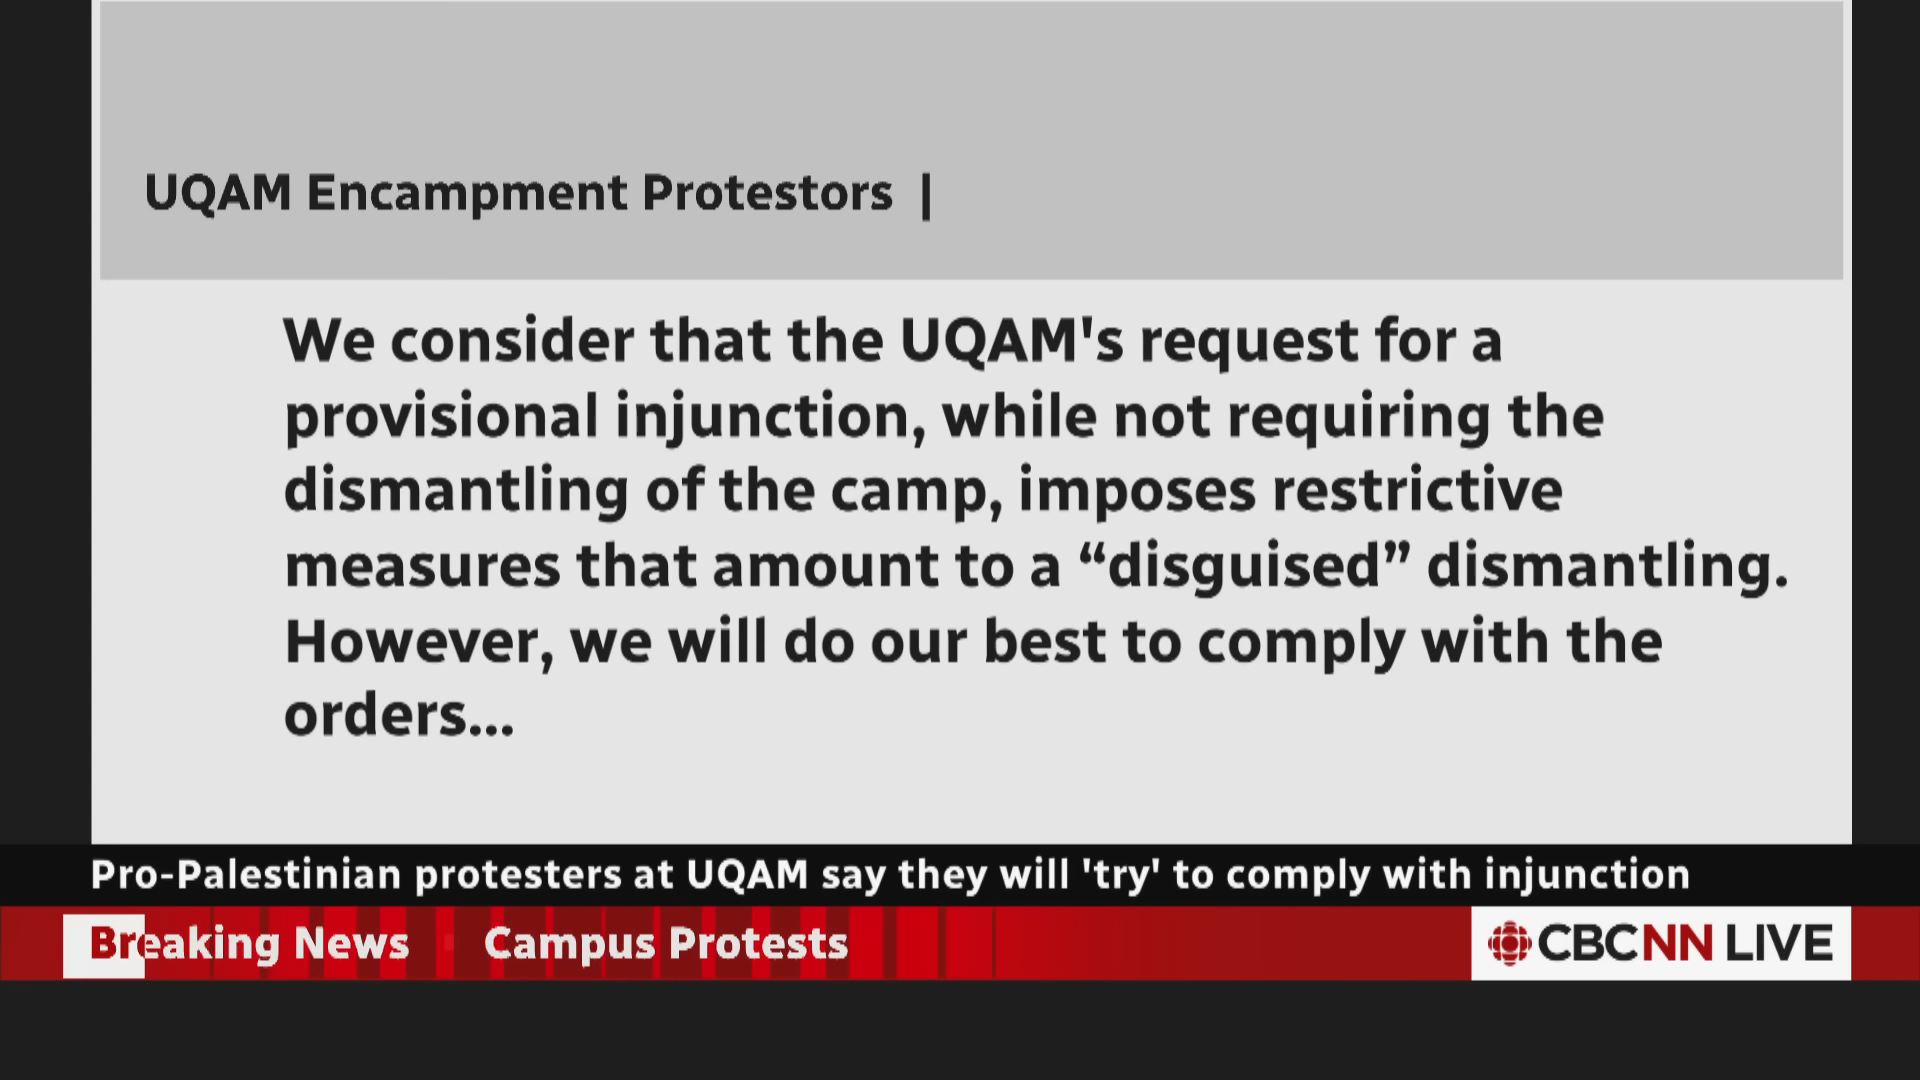 UQAM Encampment Protestors |
We consider that the UQAM's request for a
provisional injunction, while not requiring the
dismantling of the camp, imposes restrictive
measures that amount to a “disguised” dismantling.
However, we will do our best to comply with the
orders...
Pro-Palestinian protesters at UQAM say they will 'try' to comply with injunction
Breaking News Campus Protests
CBCNN LIVE